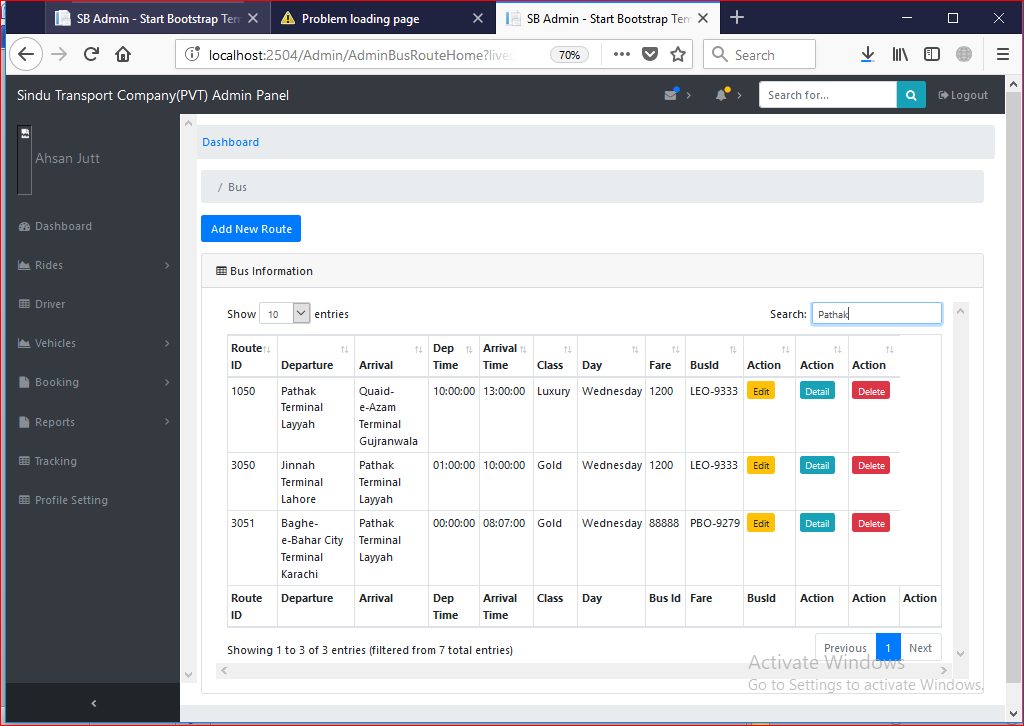 SB Admin - Start Bootstrap Tem
Problem loading page
SB Admin - Start Bootstrap Tem
localhost:2504/Admin/AdminBusRouteHome?live
70%
Search
Sindu Transport Company(PVT) Admin Panel
Search for...
Logout
Ahsan Jutt
Dashboard
Rides
Driver
Vehicles
Booking
Reports
Tracking
Profile Setting
Dashboard
/ Bus
Add New Route
Bus Information
Show 10 entries
Search: Pathak
Route ID Departure Arrival Dep Time Arrival Time Class Day Fare BusId Action Action Action
1050 Pathak Terminal Layyah Quaid-e-Azam Terminal Gujranwala 10:00:00 13:00:00 Luxury Wednesday 1200 LEO-9333 Edit Detail Delete
3050 Jinnah Terminal Lahore Pathak Terminal Layyah 01:00:00 10:00:00 Gold Wednesday 1200 LEO-9333 Edit Detail Delete
3051 Baghe-e-Bahar City Terminal Karachi Pathak Terminal Layyah 00:00:00 08:07:00 Gold Wednesday 88888 PBO-9279 Edit Detail Delete
Route ID Departure Arrival Dep Time Arrival Time Class Day Bus Id Fare BusId Action Action Action
Showing 1 to 3 of 3 entries (filtered from 7 total entries)
Previous 1 Next
Activate Windows
Go to Settings to activate Windows.